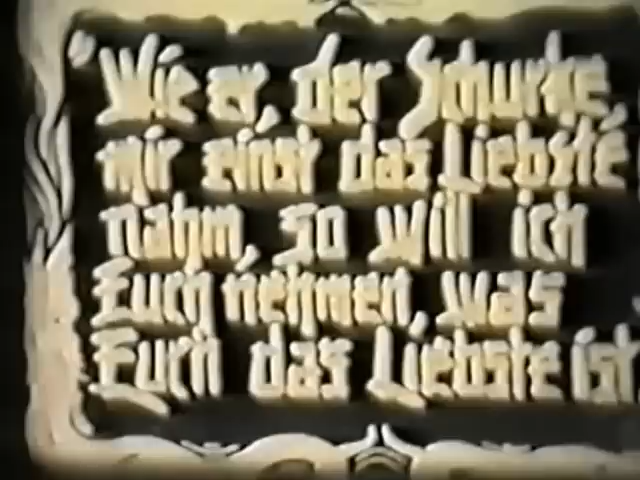 "Wie er, der Schurke,
mir einst das Liebste
nahm, so will ich
Euch nehmen, was
Euch das Liebste ist.